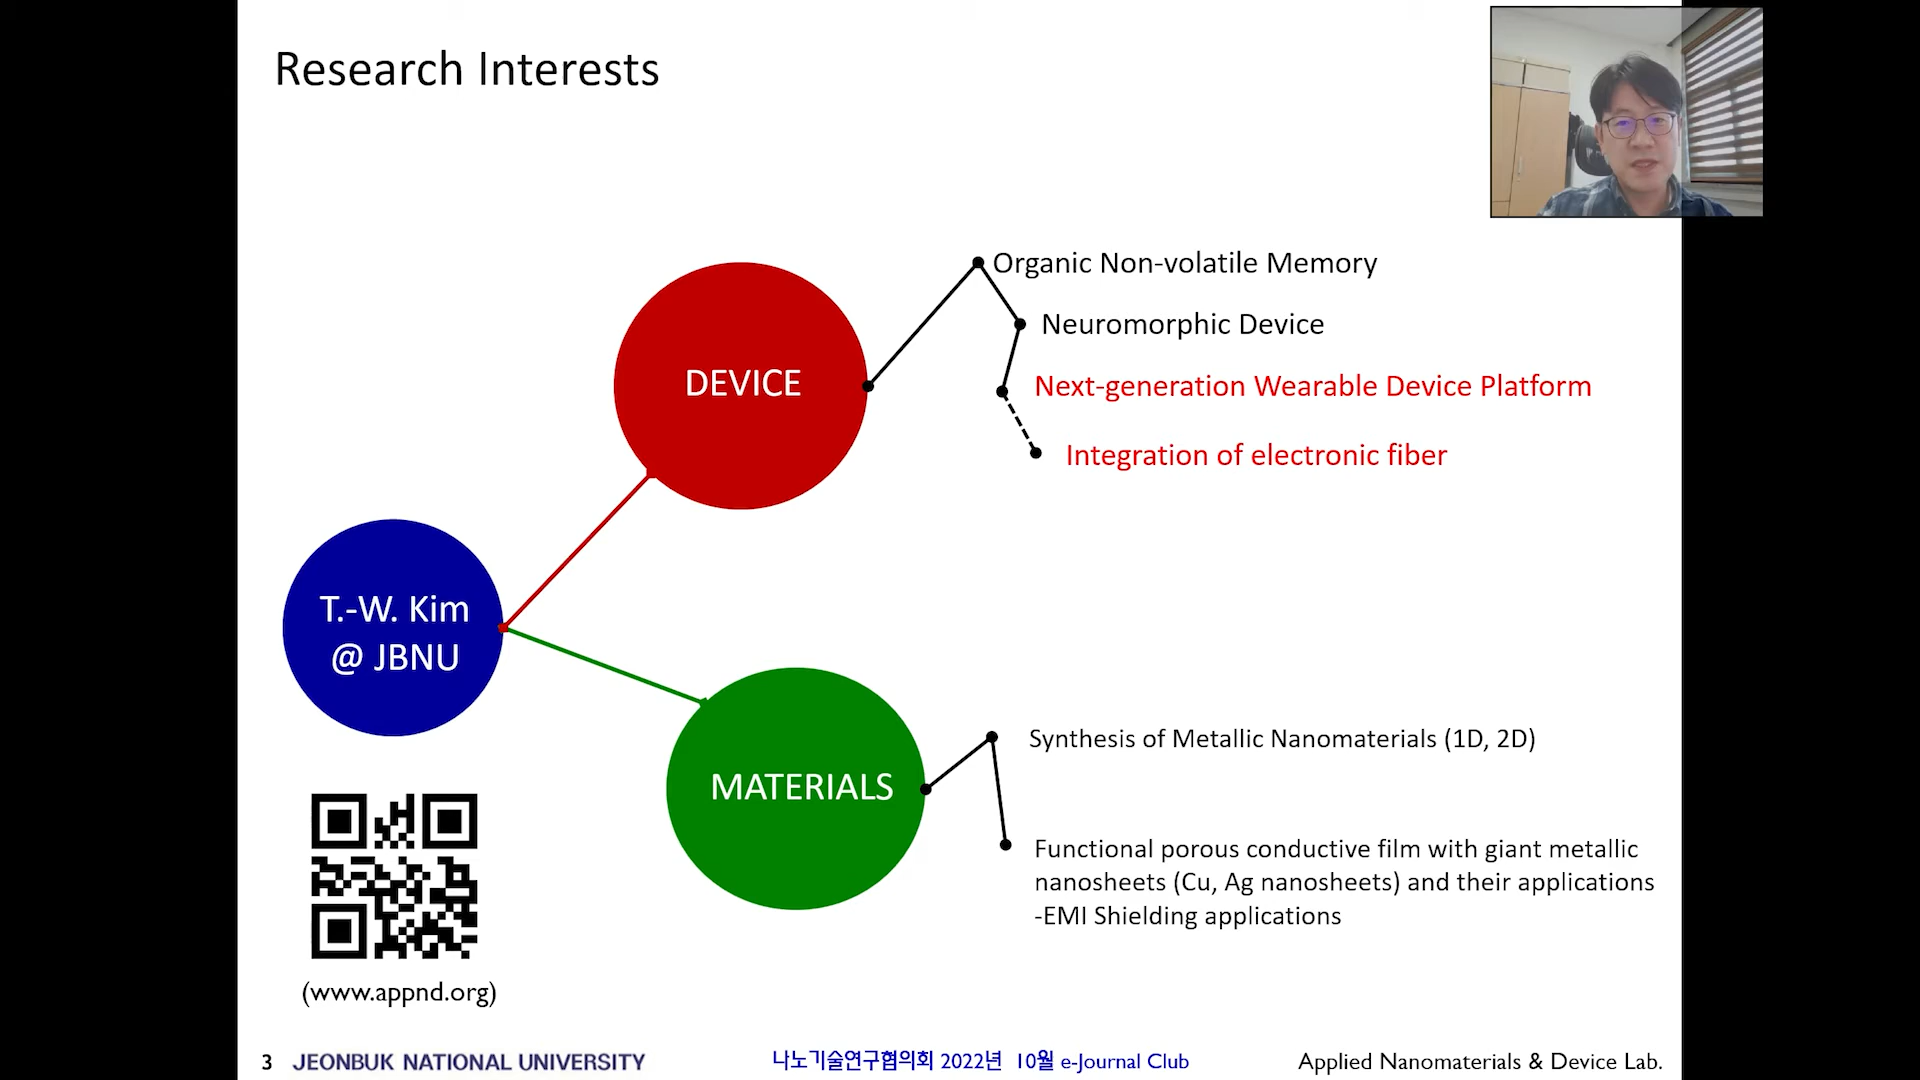 Research Interests
Organic Non-volatile Memory
Neuromorphic Device
DEVICE
Next-generation Wearable Device Platform
Integration of electronic fiber
T.-W. Kim
@ JBNU
Synthesis of Metallic Nanomaterials (1D, 2D)
MATERIALS
Functional porous conductive film with giant metallic
nanosheets (Cu, Ag nanosheets) and their applications
-EMI Shielding applications
(www.appnd.org)
3 JEONBUK NATIONAL UNIVERSITY 나노기술연구협의회 2022년 10월 e-Journal Club Applied Nanomaterials & Device Lab.